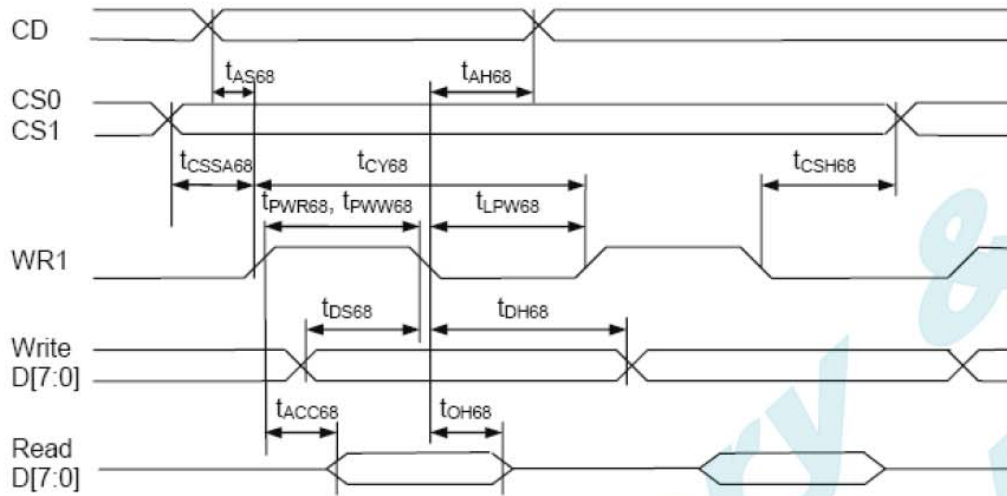 CD
tAS68
tAH68
CS0
CS1
tCSSA68
tCY68
tCSH68
tPWR68, tPWW68
tLPW68
WR1
tDS68
tDH68
Write
D[7:0]
tACC68
tOH68
Read
D[7:0]
&